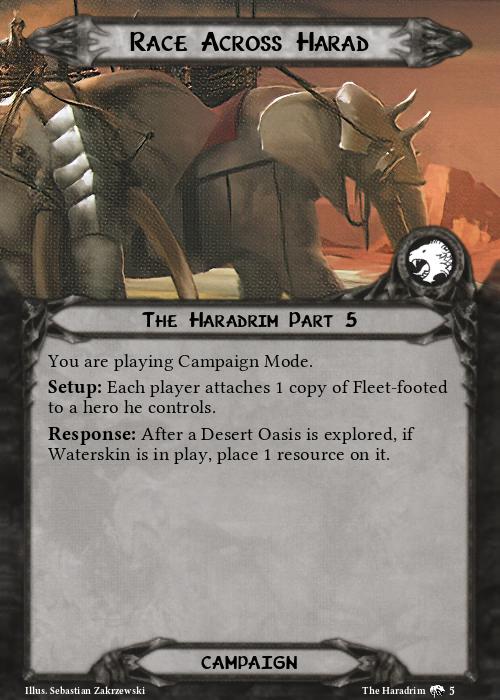 Race Across Harad
The Haradrim Part 5
You are playing Campaign Mode.
Setup: Each player attaches 1 copy of Fleet-footed
to a hero he controls.
Response: After a Desert Oasis is explored, if
Waterskin is in play, place 1 resource on it.
CAMPAIGN
Illus. Sebastian Zakrzewski
The Haradrim 5